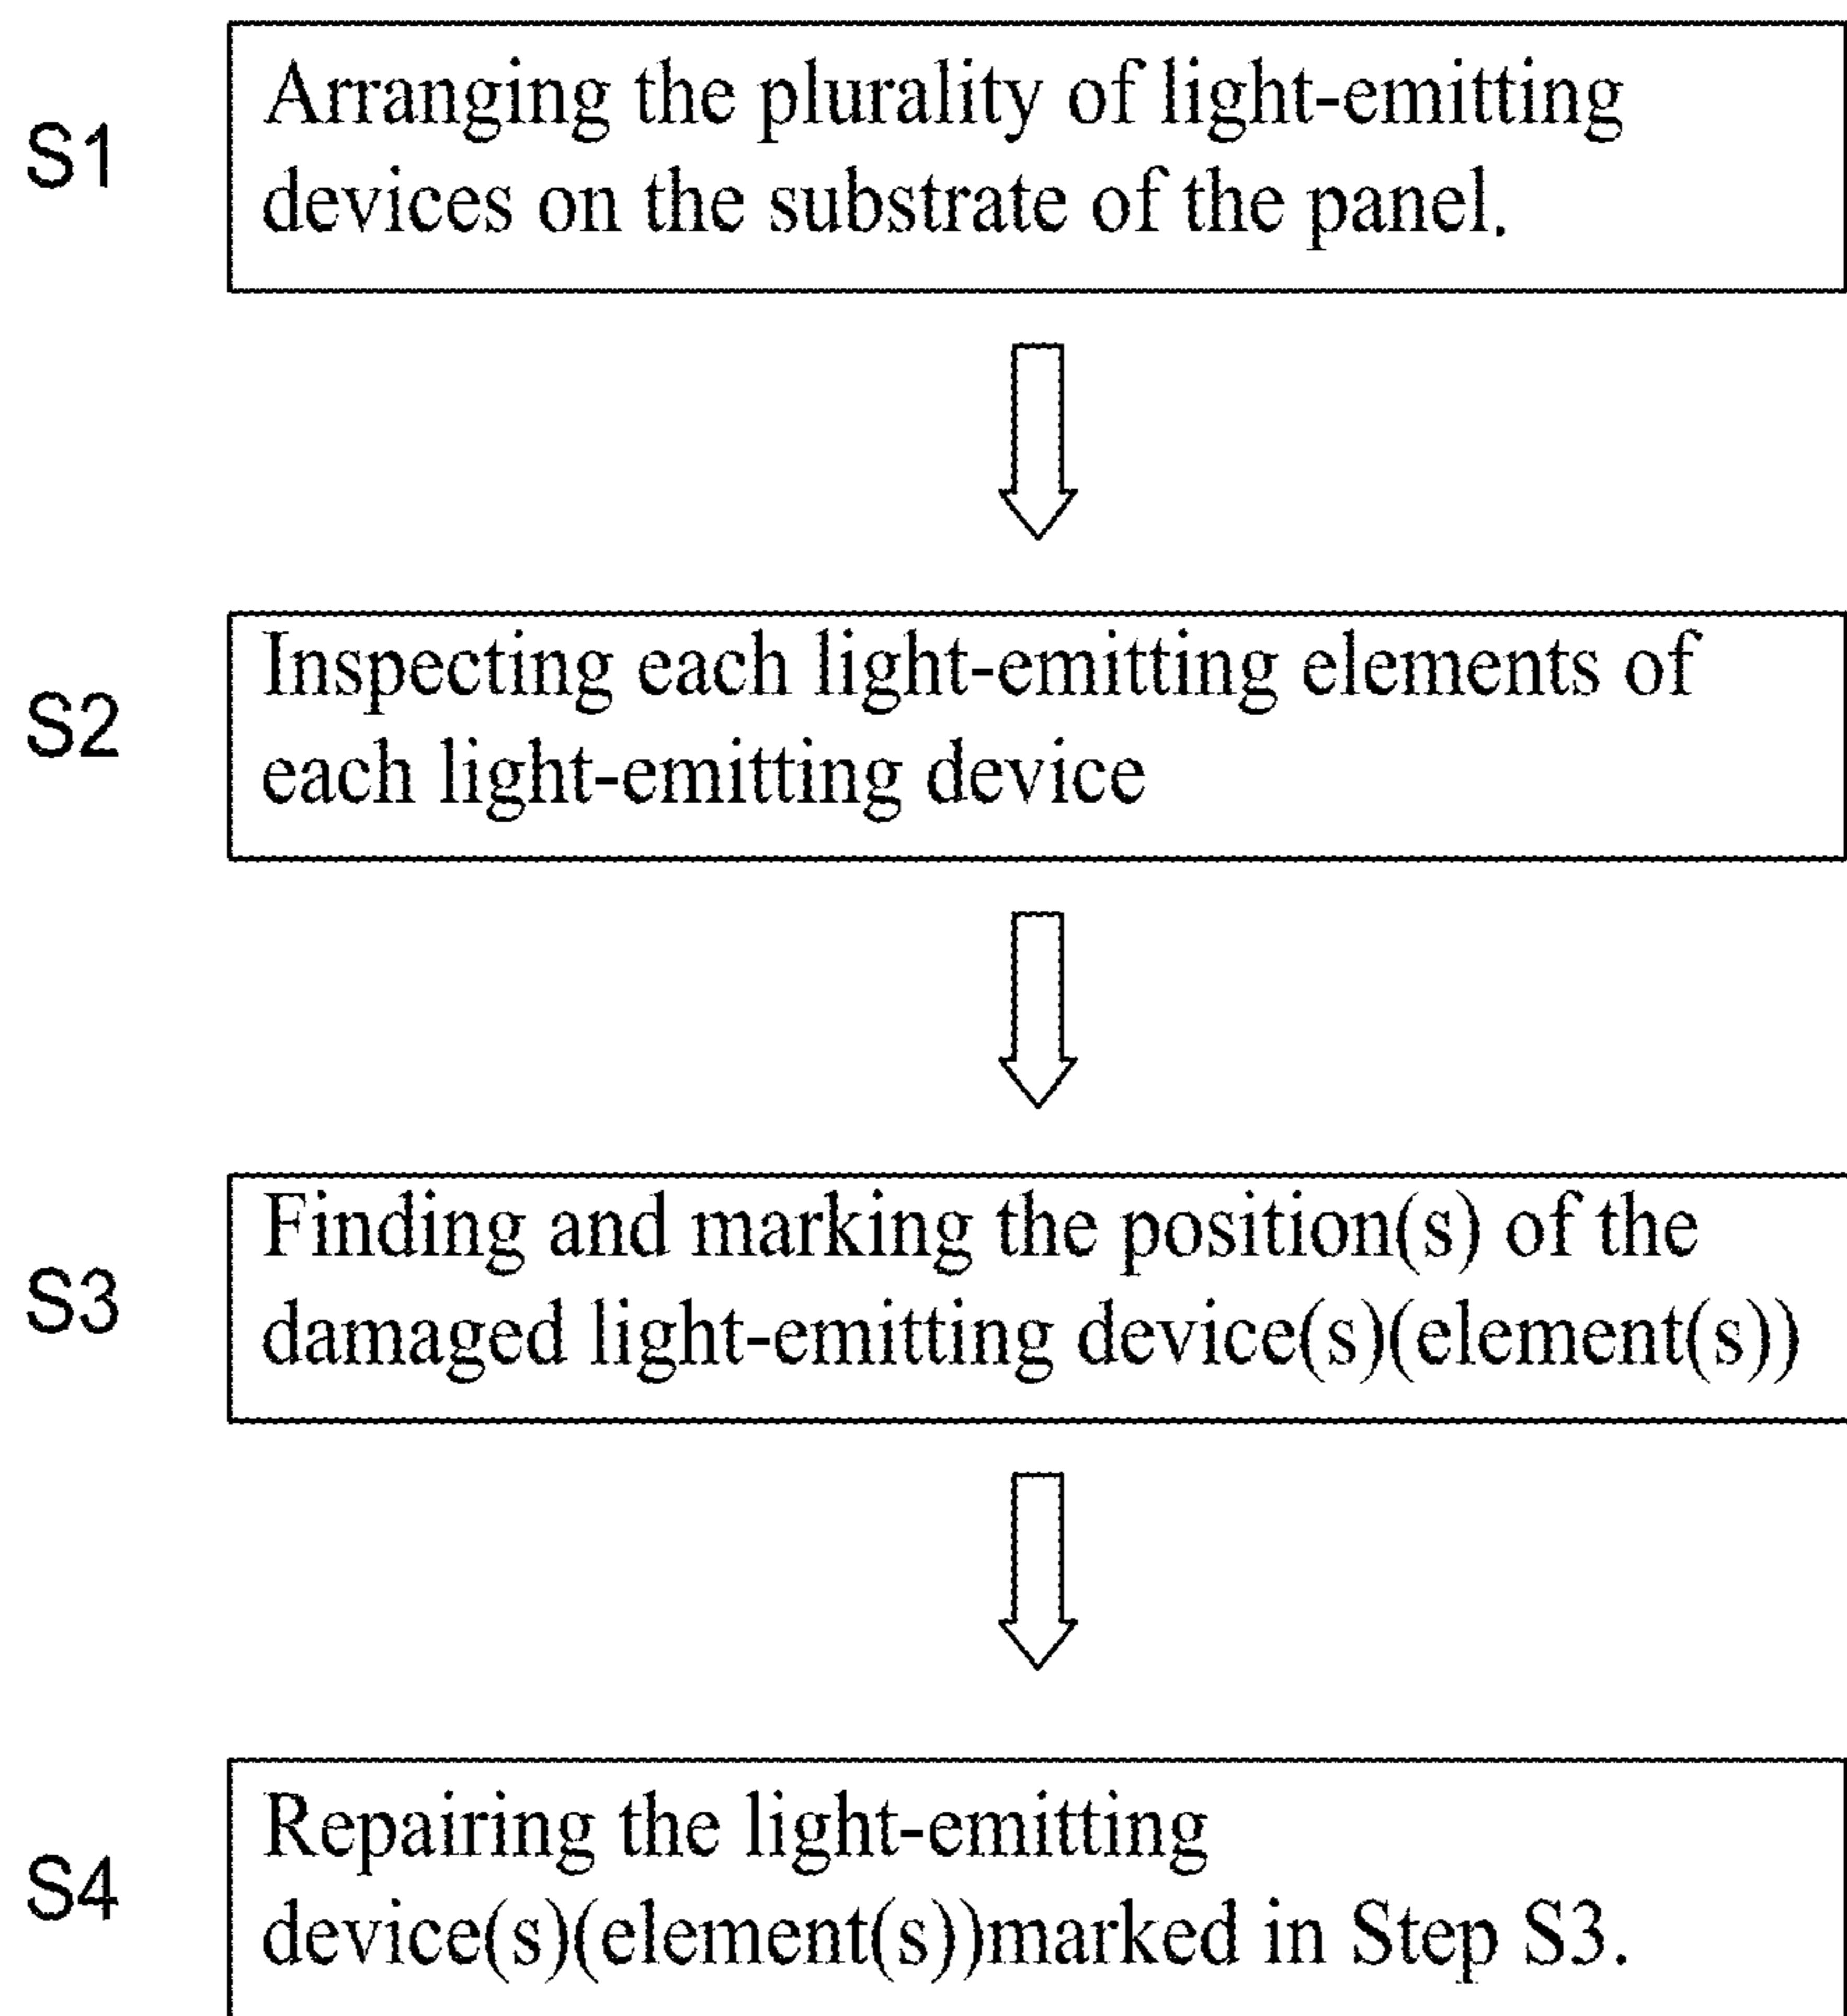 S1
Arranging the plurality of light-emitting
devices on the substrate of the panel.
S2
Inspecting each light-emitting elements of
each light-emitting device
S3
Finding and marking the position(s) of the
damaged light-emitting device(s)(element(s))
S4
Repairing the light-emitting
device(s)(element(s))marked in Step S3.